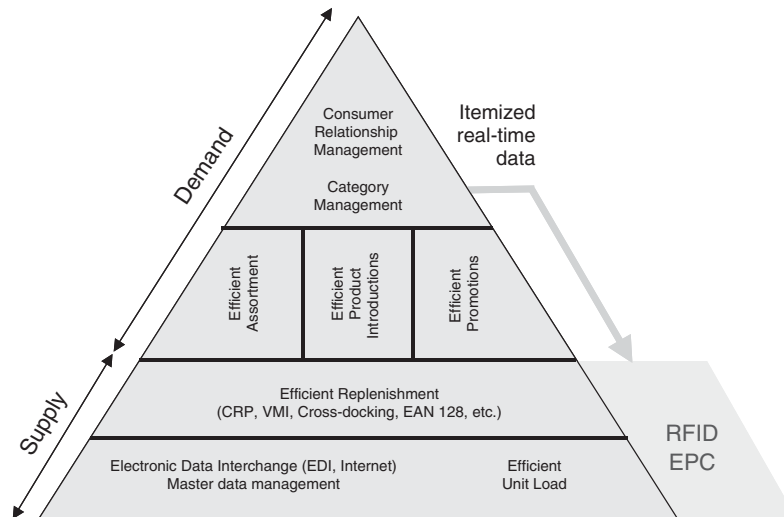 Demand
Supply
Consumer
Relationship
Management
Category
Management
Itemized
real-time
data
Efficient
Assortment
Efficient
Product
Introductions
Efficient
Promotions
Efficient Replenishment
(CRP, VMI, Cross-docking, EAN 128, etc.)
Electronic Data Interchange (EDI, Internet)
Master data management
Efficient
Unit Load
RFID
EPC